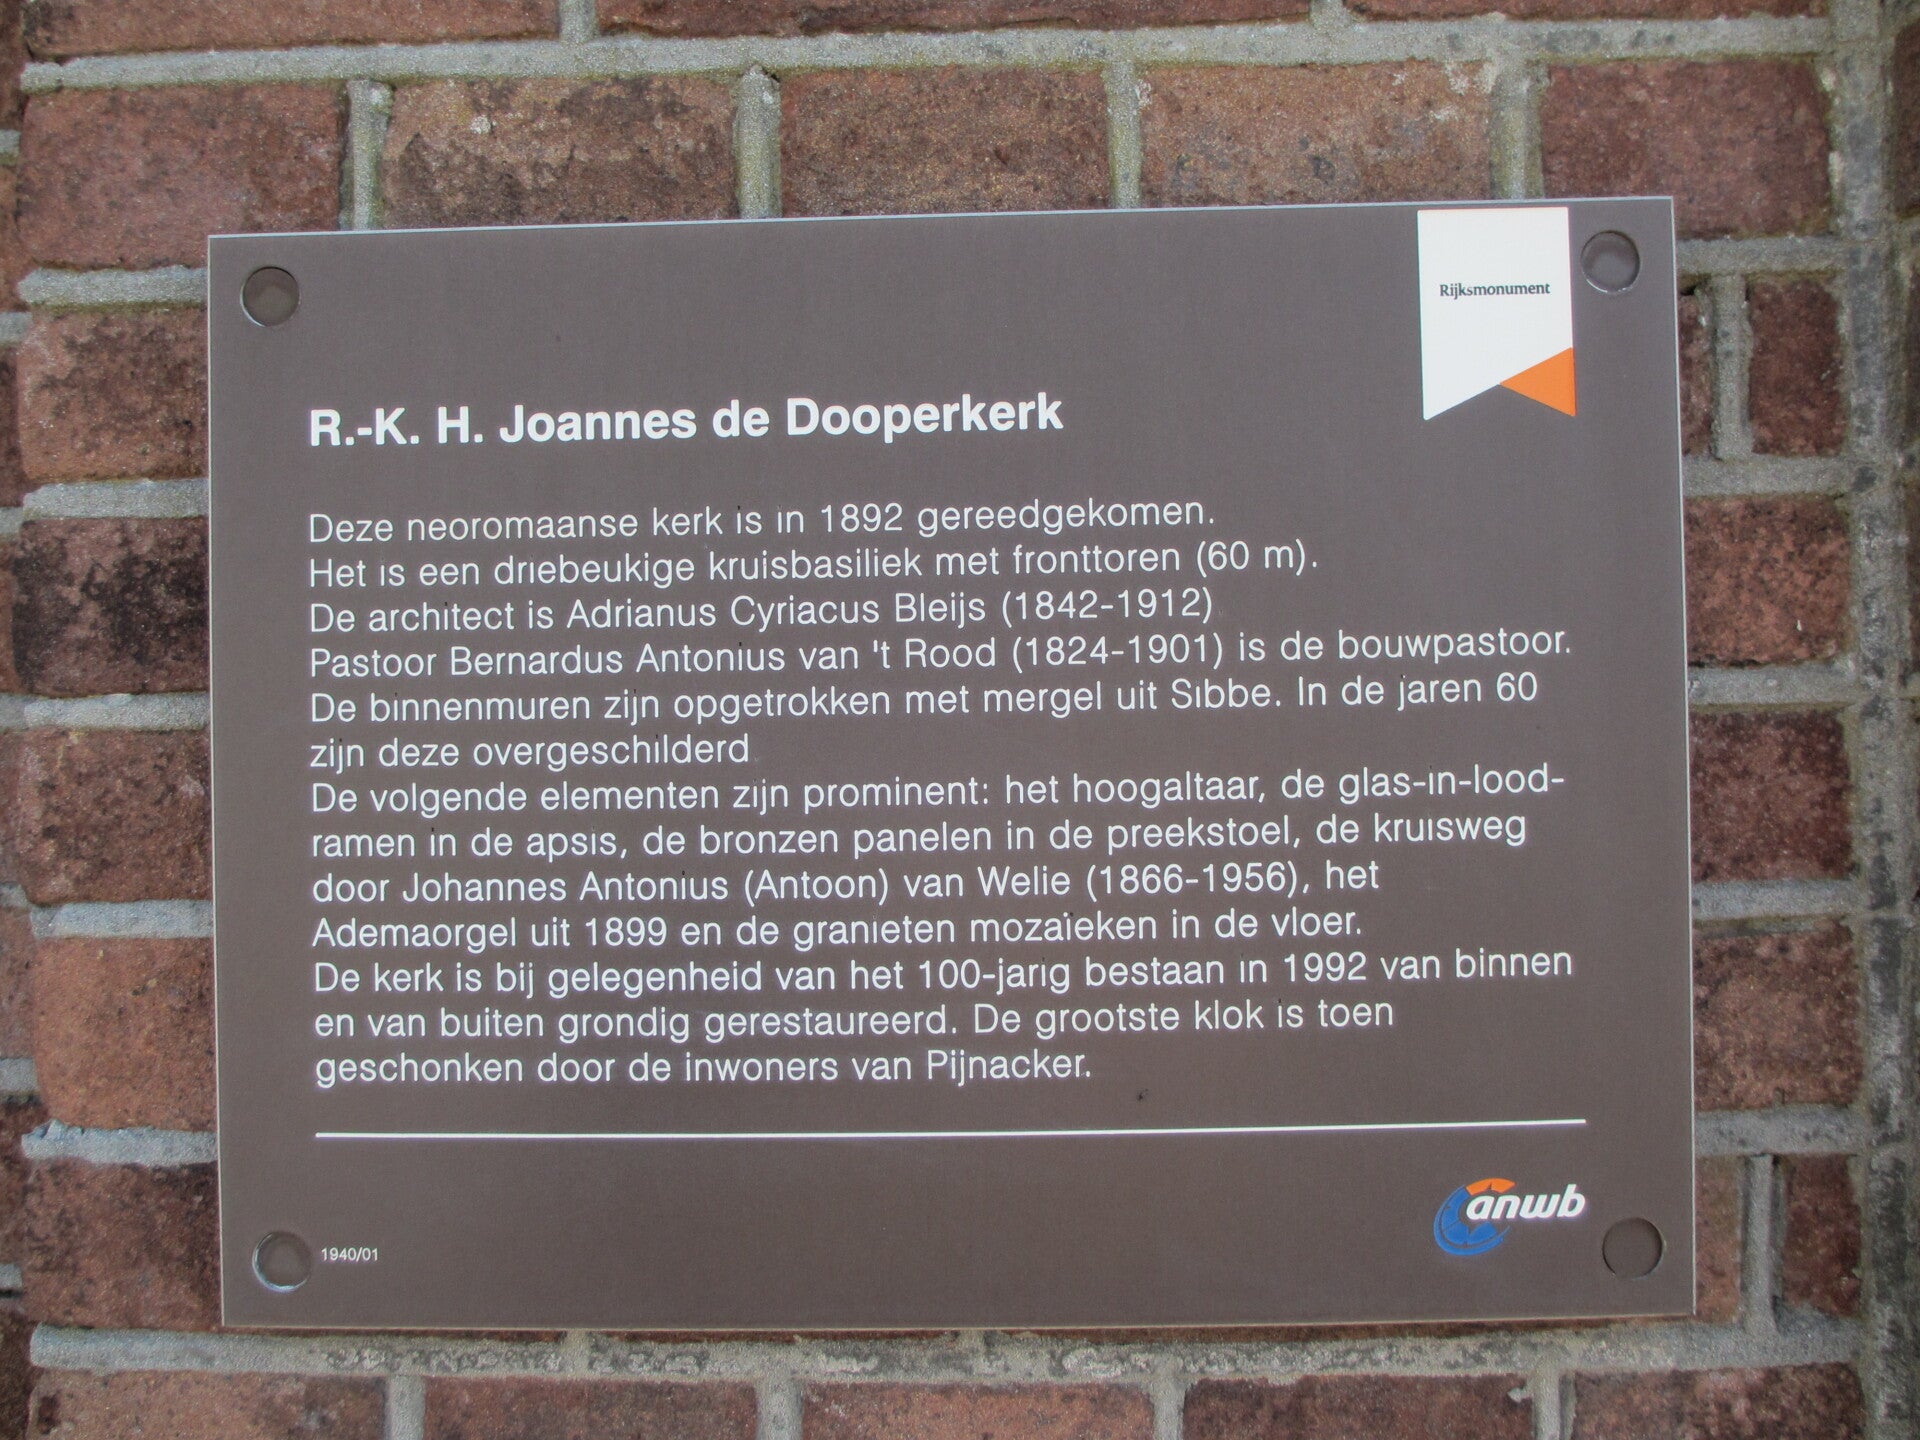 Rijksmonument
R.-K. H. Joannes de Dooperkerk
Deze neoromaanse kerk is in 1892 gereedgekomen.
Het is een driebeukige kruisbasiliek met fronttoren (60 m).
De architect is Adrianus Cyriacus Bleijs (1842-1912)
Pastoor Bernardus Antonius van 't Rood (1824-1901) is de bouwpastoor.
De binnenmuren zijn opgetrokken met mergel uit Sibbe. In de jaren 60
zijn deze overgeschilderd
De volgende elementen zijn prominent: het hoogaltaar, de glas-in-lood-
ramen in de apsis, de bronzen panelen in de preekstoel, de kruisweg
door Johannes Antonius (Antoon) van Welie (1866-1956), het
Ademaorgel uit 1899 en de granieten mozaïeken in de vloer.
De kerk is bij gelegenheid van het 100-jarig bestaan in 1992 van binnen
en van buiten grondig gerestaureerd. De grootste klok is toen
geschonken door de inwoners van Pijnacker.
anwb
1940/01